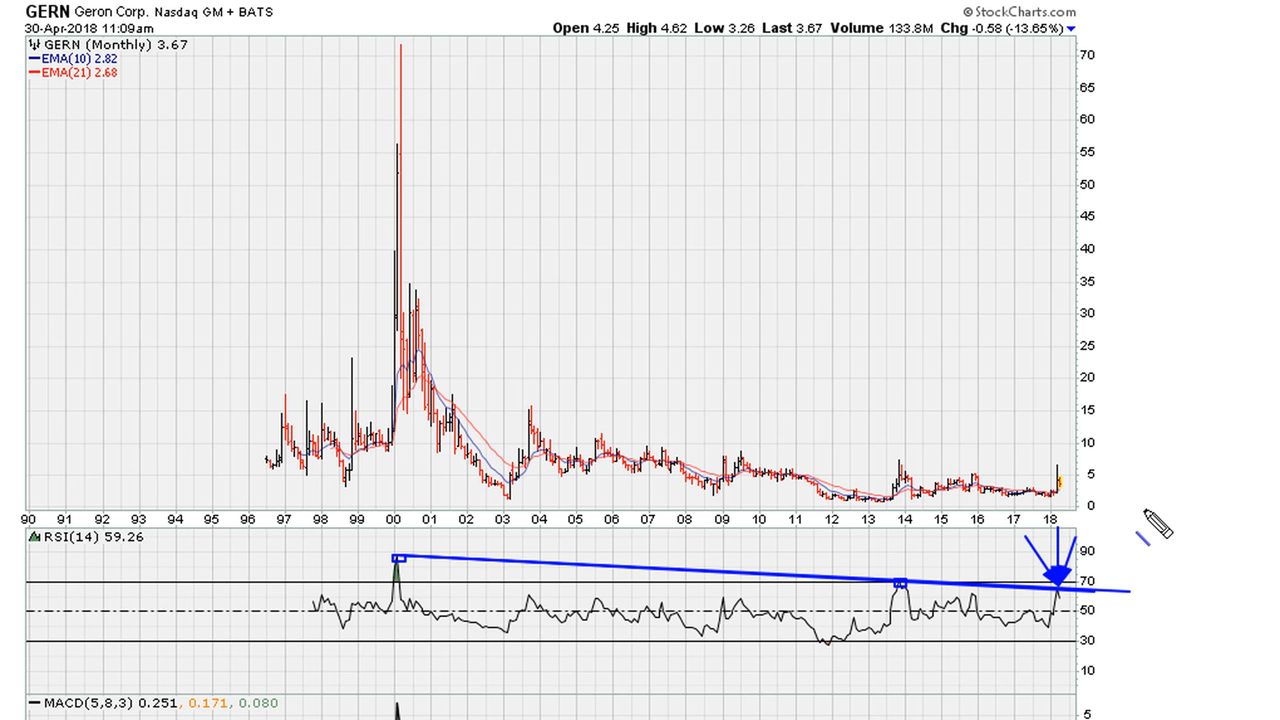 GERN Geron Corp. Nasdaq GM + BATS
© StockCharts.com
30-Apr-2018 11:09am
Open 4.25 High 4.62 Low 3.26 Last 3.67 Volume 133.8M Chg -0.58 (-13.65%)
GERN (Monthly) 3.67
EMA(10) 2.82
EMA(21) 2.68
70
65
60
55
50
45
40
35
30
25
20
15
10
5
0
90 91 92 93 94 95 96 97 98 99 00 01 02 03 04 05 06 07 08 09 10 11 12 13 14 15 16 17 18
RSI(14) 59.26
90
70
50
30
10
MACD(5,8,3) 0.251, 0.171, 0.080
5